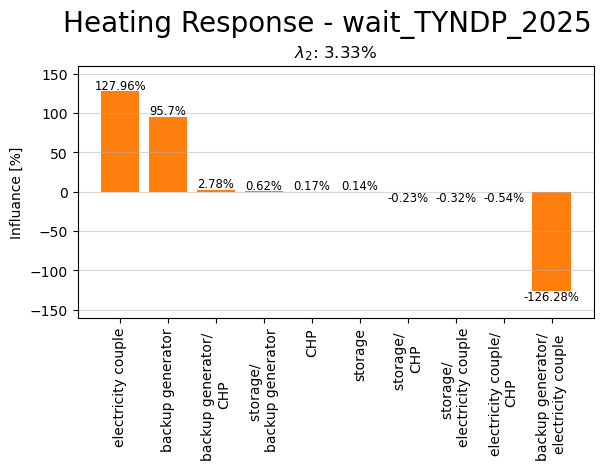 Heating Response - wait_TYNDP_2025
λ₂: 3.33%
Influance [%]
150
100
50
0
−50
−100
−150
127.96%
95.7%
2.78%
0.62%
0.17%
0.14%
-0.23%
-0.32%
-0.54%
-126.28%
electricity couple
backup generator
backup generator/
CHP
storage/
backup generator
CHP
storage
storage/
CHP
storage/
electricity couple
electricity couple/
CHP
backup generator/
electricity couple